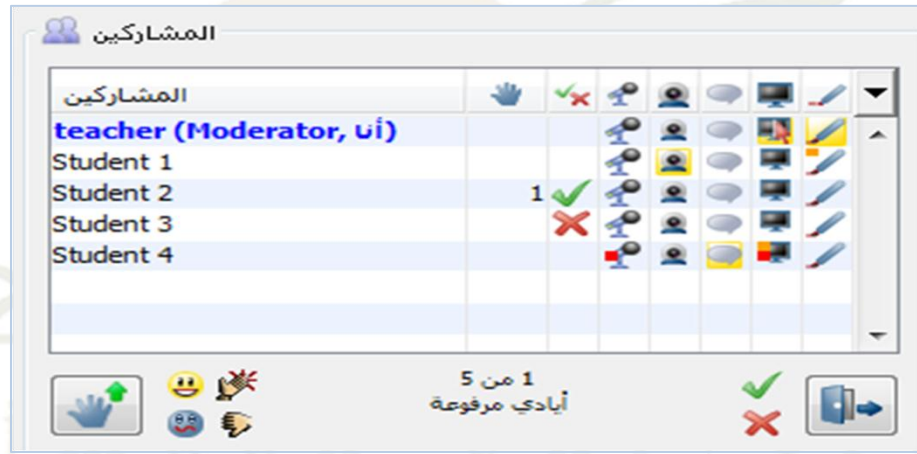 المشاركين
المشاركين
teacher (Moderator, أنا)
Student 1
Student 2 1
Student 3
Student 4
1 من 5
أيادي مرفوعة